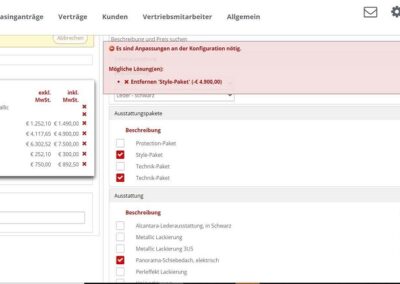 asinganträge Verträge Kunden Vertriebsmitarbeiter Allgemein
Abbrechen
Beschreibung und Preis suchen
Es sind Anpassungen an der Konfiguration nötig.
Mögliche Lösung(en):
• ✖ Entfernen 'Style-Paket' (-€ 4.900,00)
Leder - schwarz
exkl. MwSt. inkl. MwSt.
allic
€ 1.252,10 € 1.490,00 ✖
€ 4.117,65 € 4.900,00 ✖
€ 6.302,52 € 7.500,00 ✖
€ 252,10 € 300,00 ✖
€ 750,00 € 892,50 ✖
Ausstattungspakete
Beschreibung
Protection-Paket
Style-Paket
Technik-Paket
Technik-Paket
Ausstattung
Beschreibung
Alcantara-Lederausstattung, in Schwarz
Metallic Lackierung
Metallic Lackierung 3U5
Panorama-Schiebedach, elektrisch
Perleffekt Lackierung